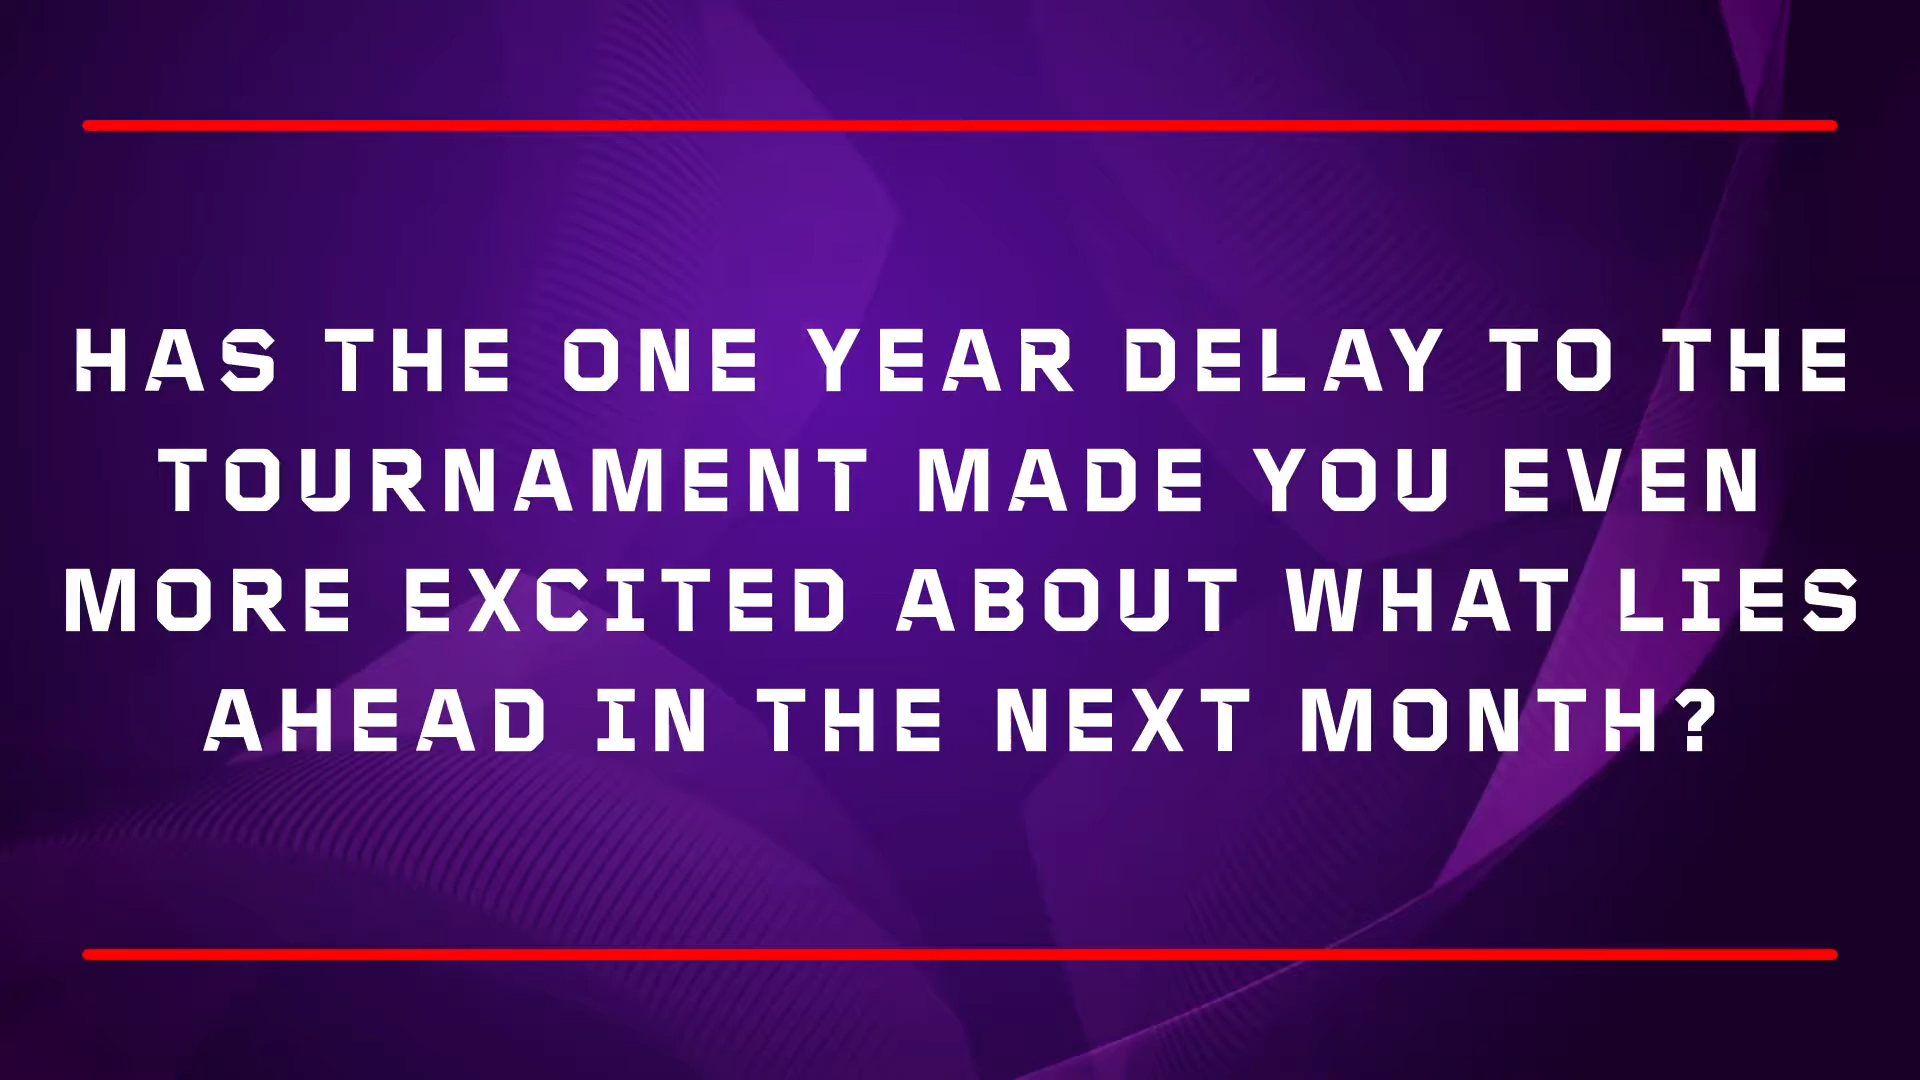 HAS THE ONE YEAR DELAY TO THE
TOURNAMENT MADE YOU EVEN
MORE EXCITED ABOUT WHAT LIES
AHEAD IN THE NEXT MONTH?